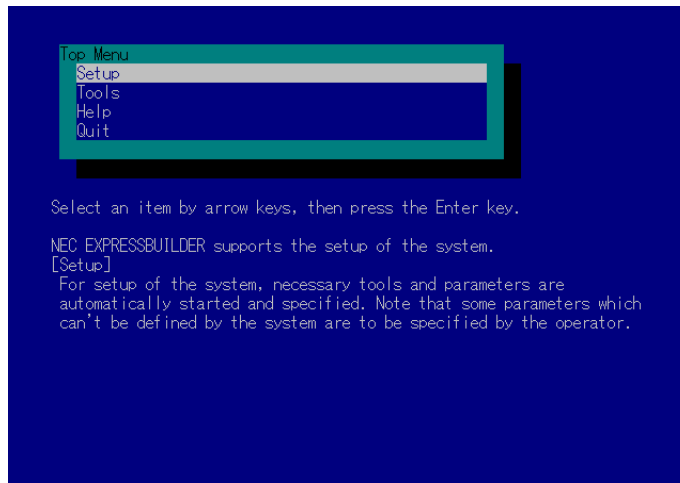 Top Menu
Setup
Tools
Help
Quit
Select an item by arrow keys, then press the Enter key.
NEC EXPRESSBUILDER supports the setup of the system.
[Setup]
For setup of the system, necessary tools and parameters are
automatically started and specified. Note that some parameters which
can't be defined by the system are to be specified by the operator.